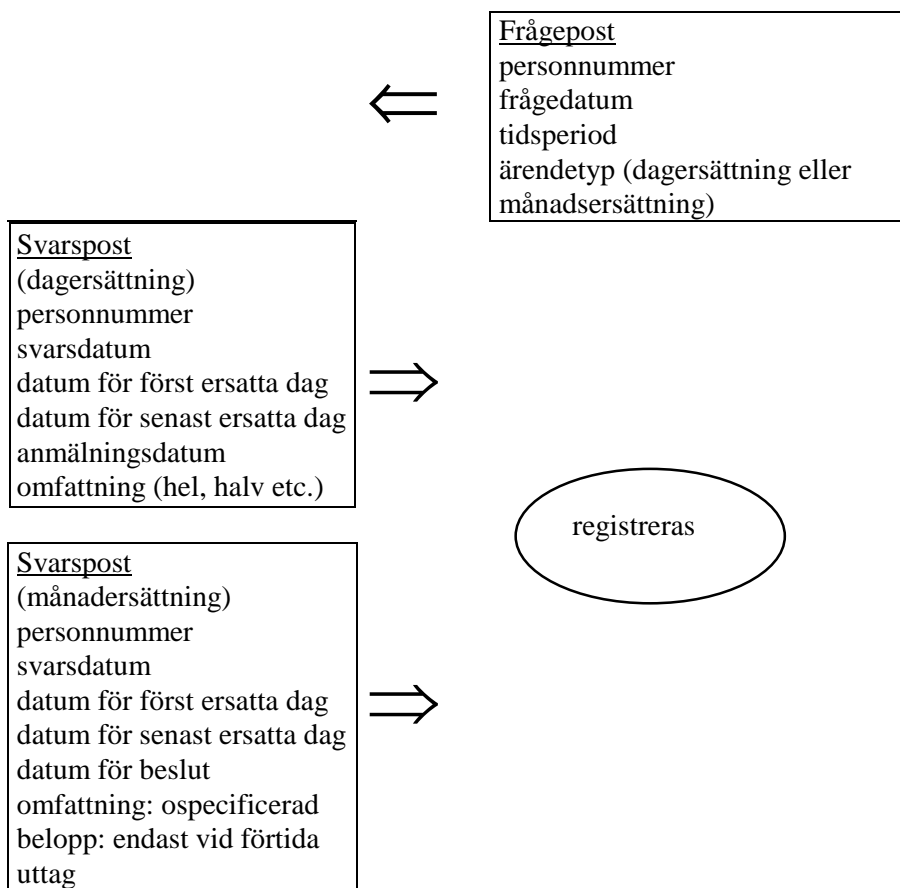 Frågepost
personnummer
frågedatum
tidsperiod
ärendetyp (dagersättning eller
månadsersättning)
Svarspost
(dagersättning)
personnummer
svarsdatum
datum för först ersatta dag
datum för senast ersatta dag
anmälningsdatum
omfattning (hel, halv etc.)
registreras
Svarspost
(månadersättning)
personnummer
svarsdatum
datum för först ersatta dag
datum för senast ersatta dag
datum för beslut
omfattning: ospecificerad
belopp: endast vid förtida
uttag